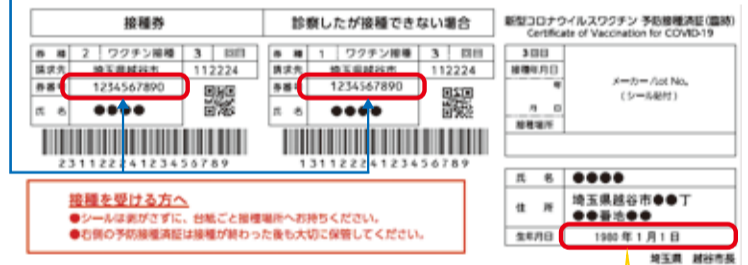 接種券
券種 2 ワクチン接種 3 回目
請求先 埼玉県越谷市 112224
券番号 1234567890
氏名 ●●●●
231122241234567890
診察したが接種できない場合
券種 1 ワクチン接種 3 回目
請求先 埼玉県越谷市 112224
券番号 1234567890
氏名 ●●●●
131122241234567890
接種を受ける方へ
●シールは剥がさずに、台紙ごと接種場所へお持ちください。
●右側の予防接種済証は接種が終わった後も大切に保管してください。
新型コロナウイルスワクチン 予防接種済証(臨時)
Certificate of Vaccination for COVID-19
3回目
接種年月日
年
月 日
メーカー/Lot No.
(シール貼付)
接種場所
氏名 ●●●●
住所 埼玉県越谷市●●丁
●●番地●●
生年月日 1980年1月1日
埼玉県 越谷市長